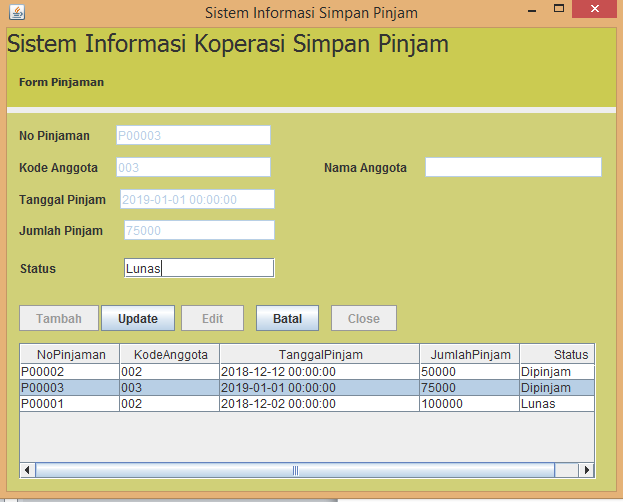 Sistem Informasi Simpan Pinjam
Sistem Informasi Koperasi Simpan Pinjam
Form Pinjaman
No Pinjaman P00003
Kode Anggota 003 Nama Anggota
Tanggal Pinjam 2019-01-01 00:00:00
Jumlah Pinjam 75000
Status Lunas
Tambah Update Edit Batal Close
NoPinjaman KodeAnggota TanggalPinjam JumlahPinjam Status
P00002 002 2018-12-12 00:00:00 50000 Dipinjam
P00003 003 2019-01-01 00:00:00 75000 Dipinjam
P00001 002 2018-12-02 00:00:00 100000 Lunas